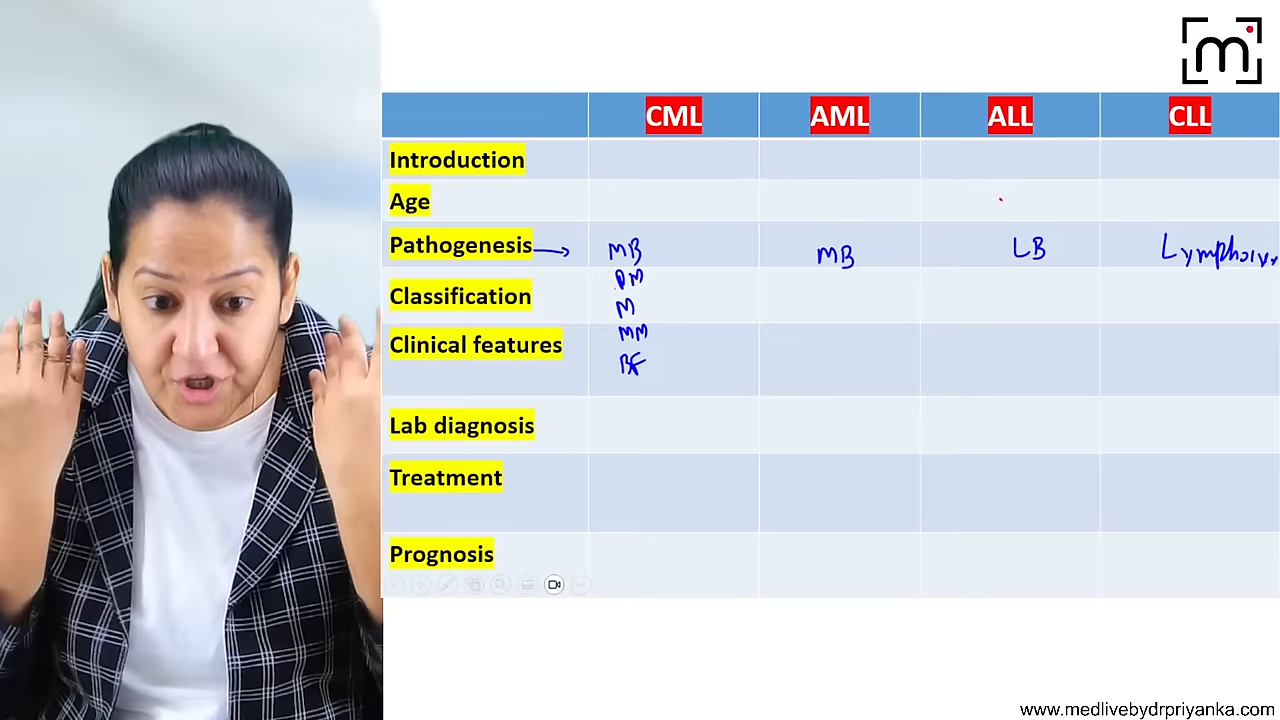 m
CML AML ALL CLL
Introduction
Age
Pathogenesis MB MB LB
PM
Classification
M
Clinical features MM
BF
Lab diagnosis
Treatment
Prognosis
www.medlivebydrpriyanka.com